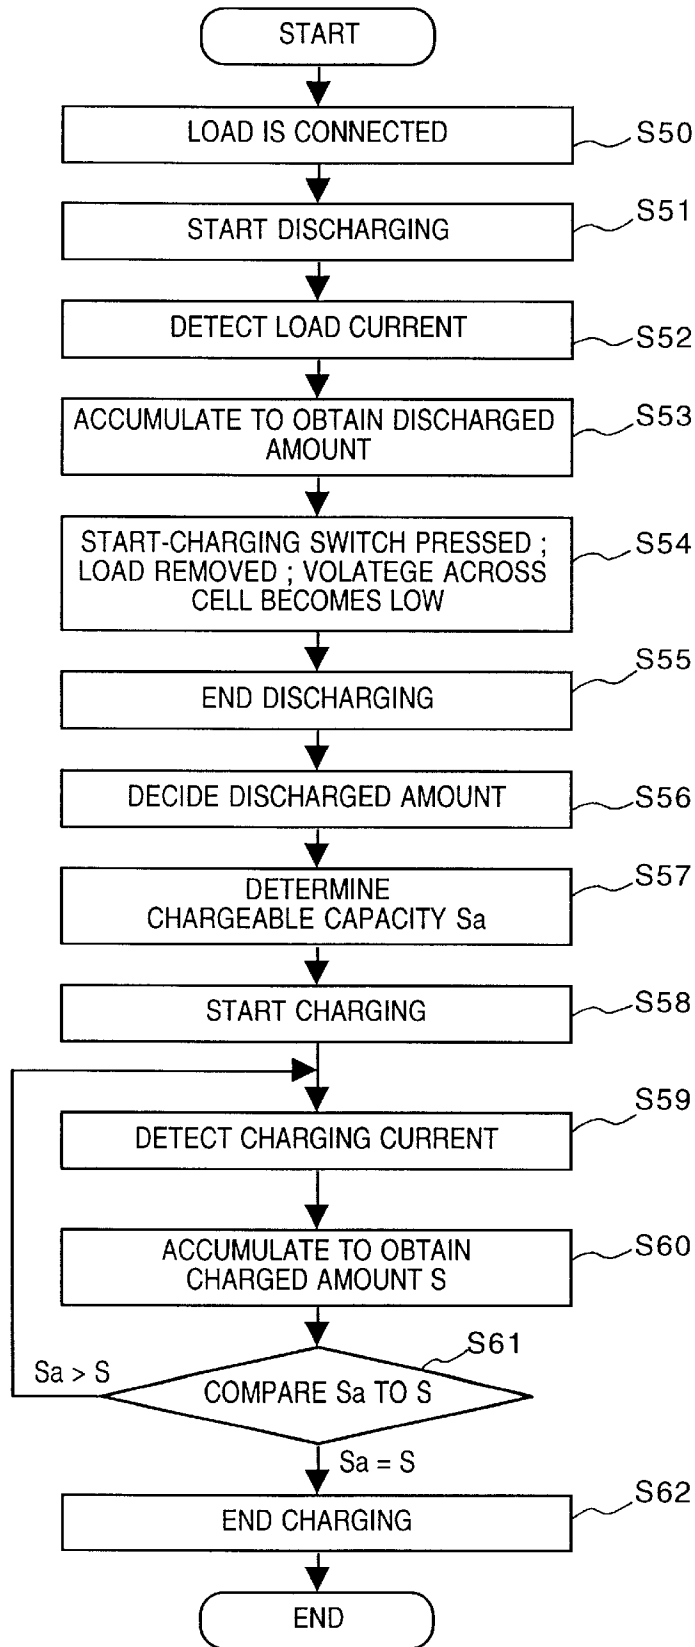 START
LOAD IS CONNECTED
S50
START DISCHARGING
S51
DETECT LOAD CURRENT
S52
ACCUMULATE TO OBTAIN DISCHARGED
AMOUNT
S53
START-CHARGING SWITCH PRESSED ;
LOAD REMOVED ; VOLATEGE ACROSS
CELL BECOMES LOW
S54
END DISCHARGING
S55
DECIDE DISCHARGED AMOUNT
S56
DETERMINE
CHARGEABLE CAPACITY Sa
S57
START CHARGING
S58
DETECT CHARGING CURRENT
S59
ACCUMULATE TO OBTAIN
CHARGED AMOUNT S
S60
S61
Sa > S
COMPARE Sa TO S
Sa = S
END CHARGING
S62
END